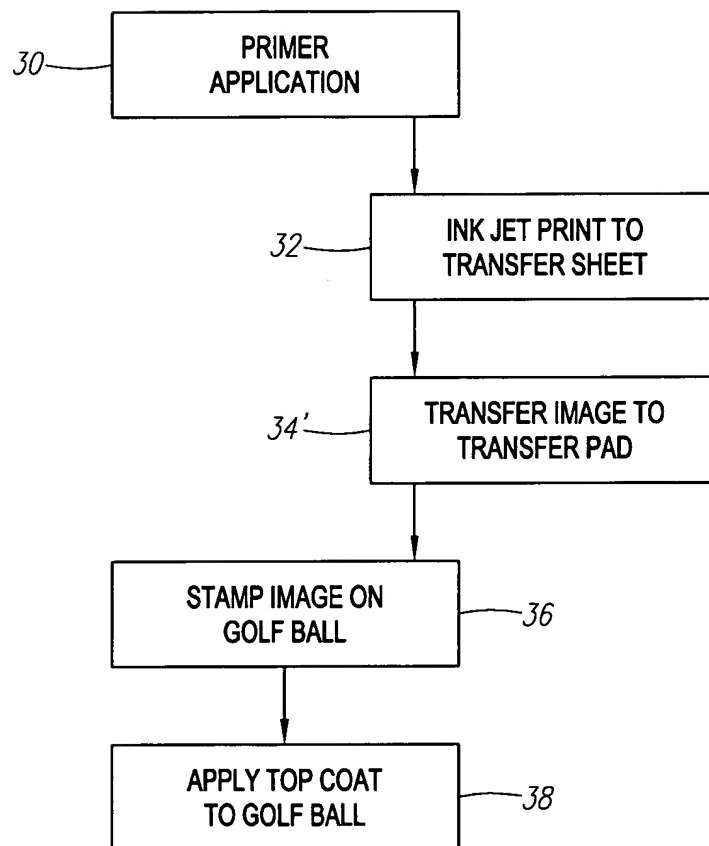 30
PRIMER
APPLICATION
32
INK JET PRINT TO
TRANSFER SHEET
34'
TRANSFER IMAGE TO
TRANSFER PAD
STAMP IMAGE ON
GOLF BALL
36
APPLY TOP COAT
TO GOLF BALL
38